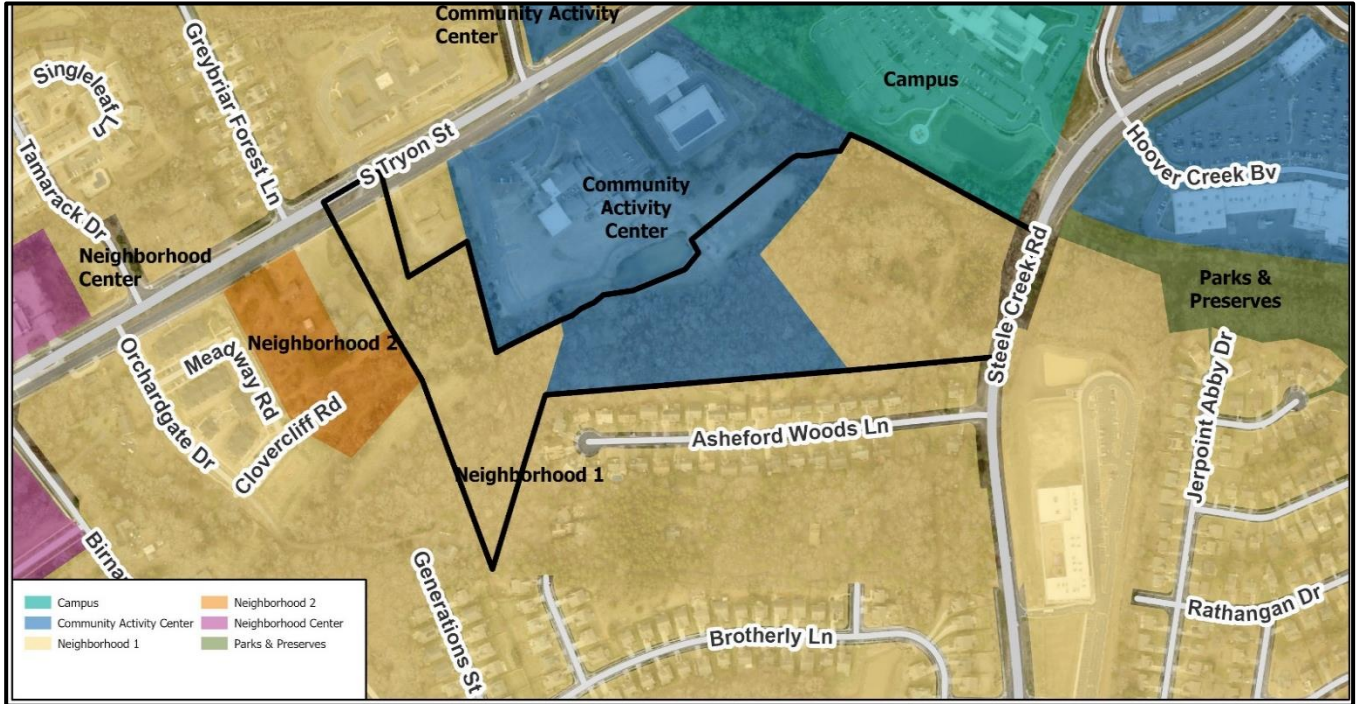 Community Activity
Center
Campus
Greybriar Forest Ln
Singleleaf Ln
Tamarack Dr
S Tryon St
Hoover Creek Bv
Community
Activity
Center
Neighborhood
Center
Parks &
Preserves
Steele Creek Rd
Neighborhood 2
Meadway Rd
Orchardgate Dr
Clovercliff Rd
Jerpoint Abby Dr
Asheford Woods Ln
Neighborhood 1
Generations St
Rathangan Dr
Brotherly Ln
Campus
Community Activity Center
Neighborhood 1
Neighborhood 2
Neighborhood Center
Parks & Preserves